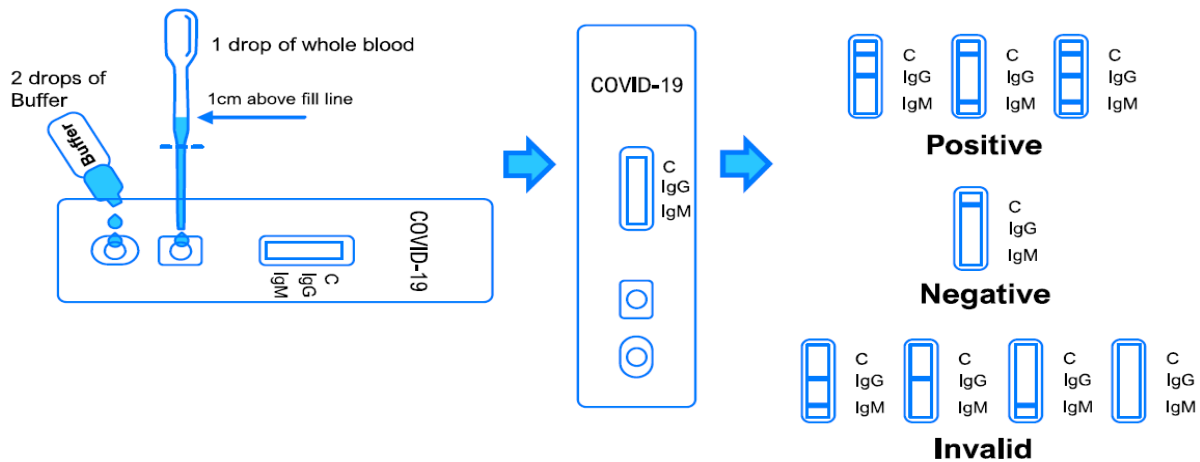 1 drop of whole blood
2 drops of
Buffer
1cm above fill line
Buffer
COVID-19
C
IgG
IgM
COVID-19
C
IgG
IgM
C
IgG
IgM
C
IgG
IgM
C
IgG
IgM
Positive
C
IgG
IgM
Negative
C
IgG
IgM
C
IgG
IgM
C
IgG
IgM
C
IgG
IgM
Invalid